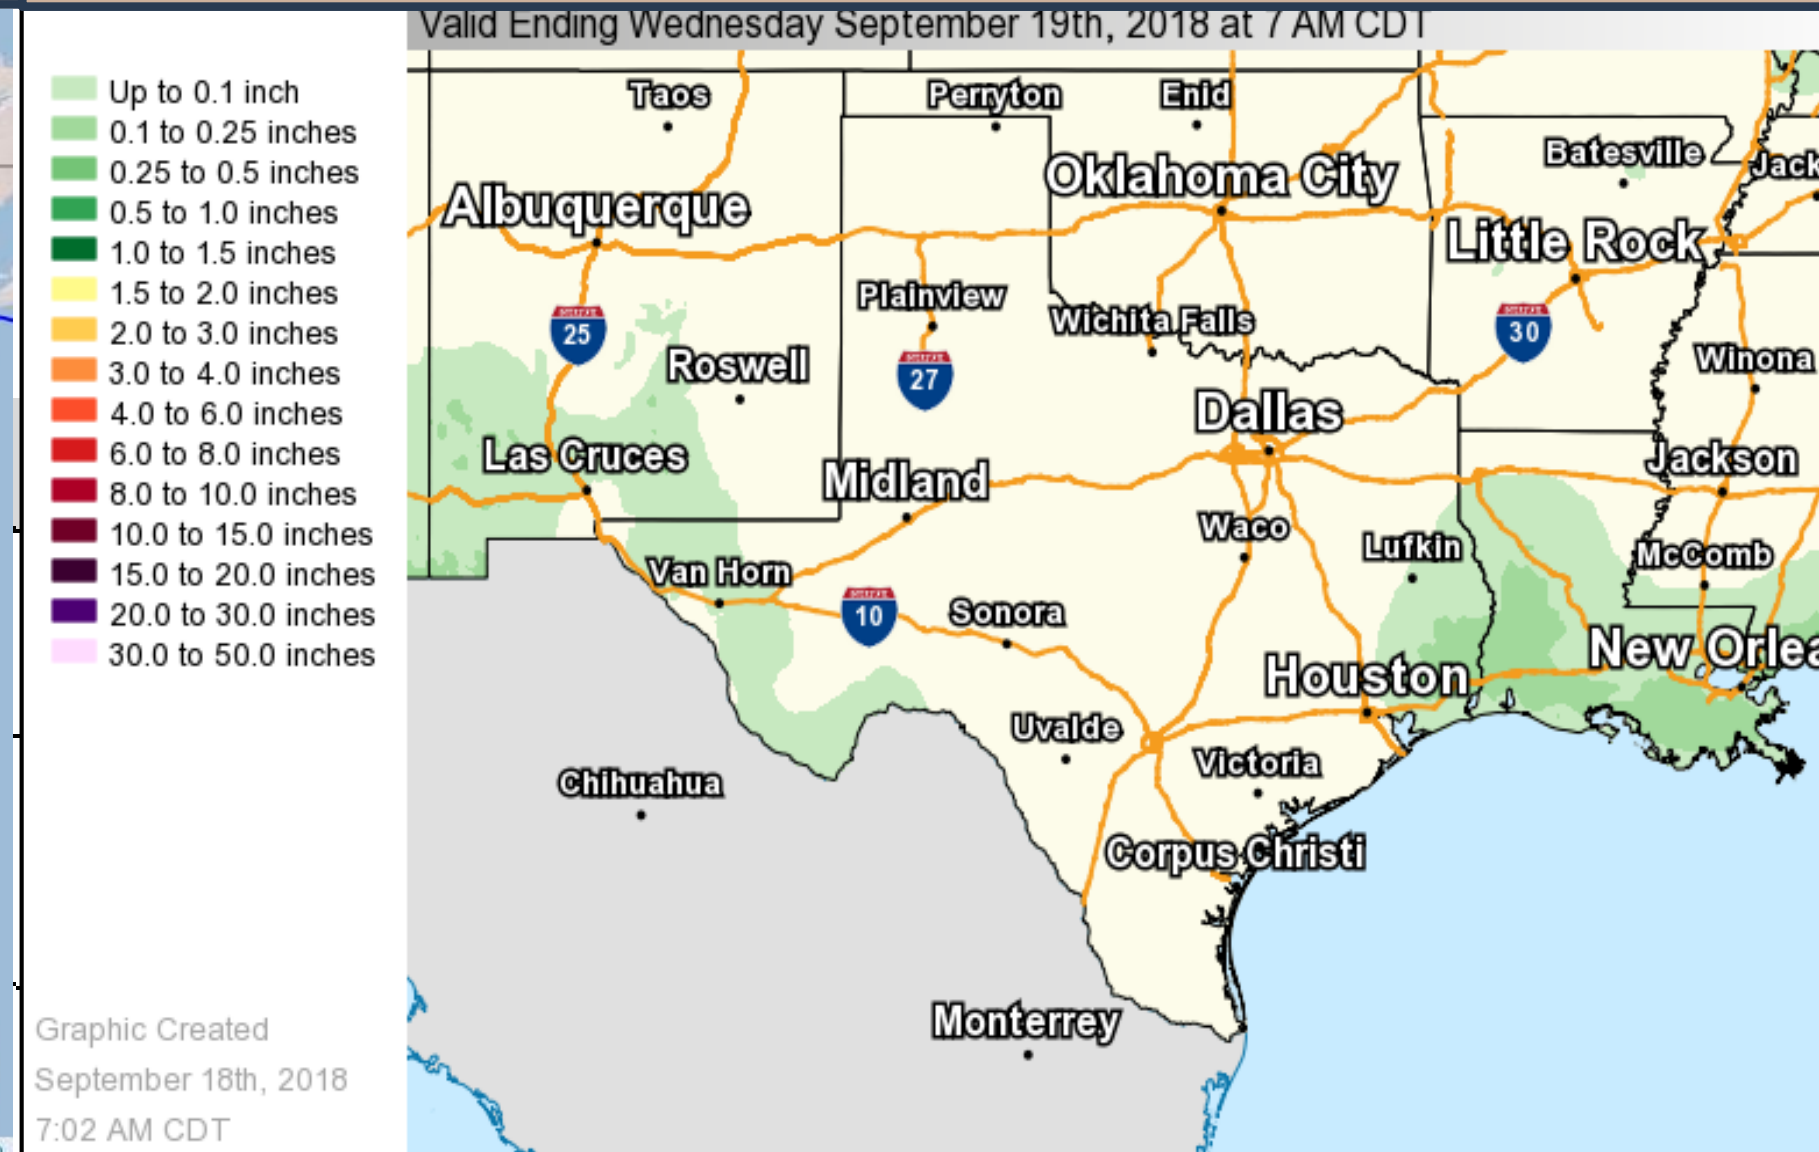 Valid Ending Wednesday September 19th, 2018 at 7 AM CDT
Up to 0.1 inch
0.1 to 0.25 inches
0.25 to 0.5 inches
0.5 to 1.0 inches
1.0 to 1.5 inches
1.5 to 2.0 inches
2.0 to 3.0 inches
3.0 to 4.0 inches
4.0 to 6.0 inches
6.0 to 8.0 inches
8.0 to 10.0 inches
10.0 to 15.0 inches
15.0 to 20.0 inches
20.0 to 30.0 inches
30.0 to 50.0 inches
Graphic Created
September 18th, 2018
7:02 AM CDT
Taos
Perryton
Enid
Batesville
Jack
Oklahoma City
Albuquerque
Little Rock
Plainview
Wichita Falls
25
30
Roswell
27
Winona
Dallas
Las Cruces
Midland
Jackson
Waco
Lufkin
McComb
Van Horn
10
Sonora
New Orlea
Houston
Uvalde
Victoria
Chihuahua
Corpus Christi
Monterrey